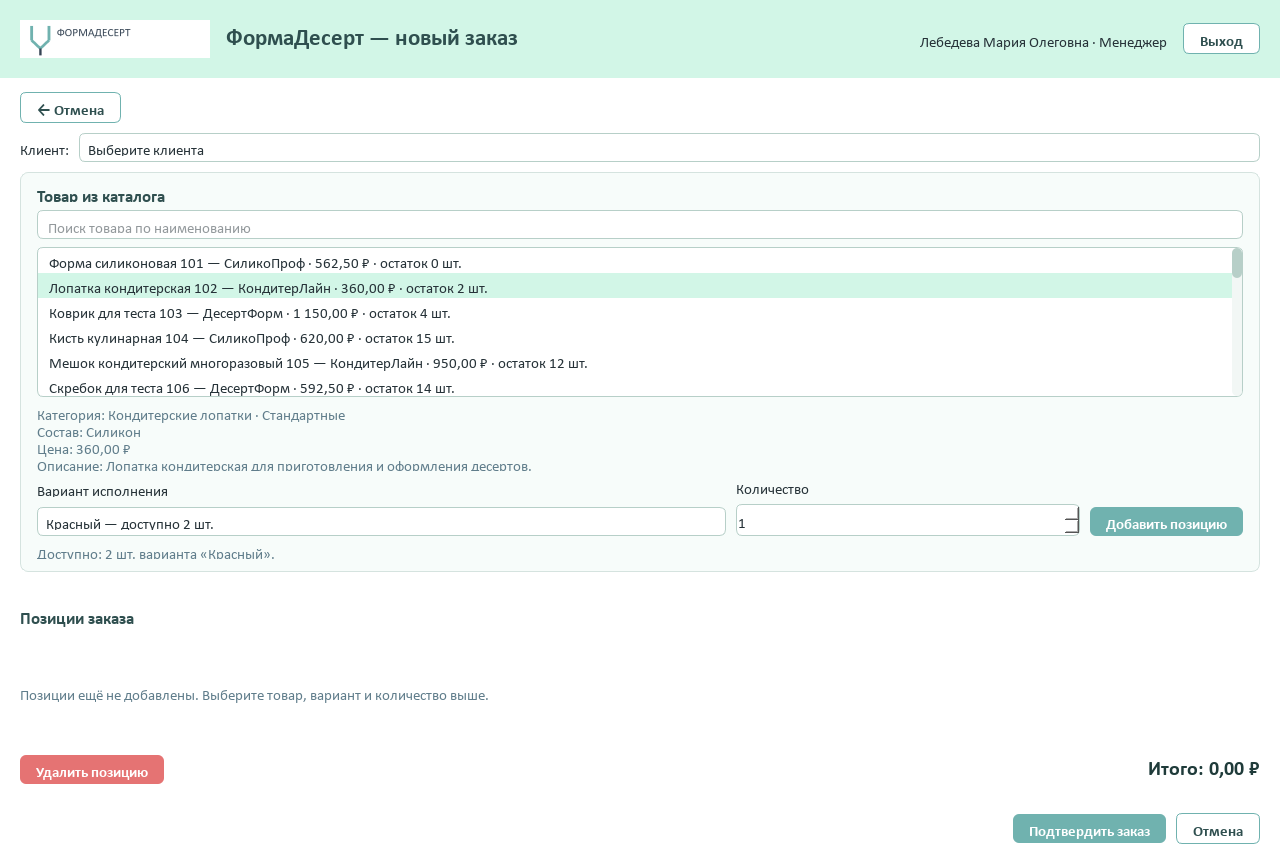 ФОРМАДЕСЕРТ
ФормаДесерт — новый заказ
Лебедева Мария Олеговна · Менеджер
Выход
← Отмена
Клиент:
Выберите клиента
Товар из каталога
Поиск товара по наименованию
Форма силиконовая 101 — СиликоПроф · 562,50 ₽ · остаток 0 шт.
Лопатка кондитерская 102 — КондитерЛайн · 360,00 ₽ · остаток 2 шт.
Коврик для теста 103 — ДесертФорм · 1 150,00 ₽ · остаток 4 шт.
Кисть кулинарная 104 — СиликоПроф · 620,00 ₽ · остаток 15 шт.
Мешок кондитерский многоразовый 105 — КондитерЛайн · 950,00 ₽ · остаток 12 шт.
Скребок для теста 106 — ДесертФорм · 592,50 ₽ · остаток 14 шт.
Категория: Кондитерские лопатки · Стандартные
Состав: Силикон
Цена: 360,00 ₽
Описание: Лопатка кондитерская для приготовления и оформления десертов.
Вариант исполнения
Количество
Красный — доступно 2 шт.
1
Добавить позицию
Доступно: 2 шт. варианта «Красный».
Позиции заказа
Позиции ещё не добавлены. Выберите товар, вариант и количество выше.
Удалить позицию
Итого: 0,00 ₽
Подтвердить заказ
Отмена